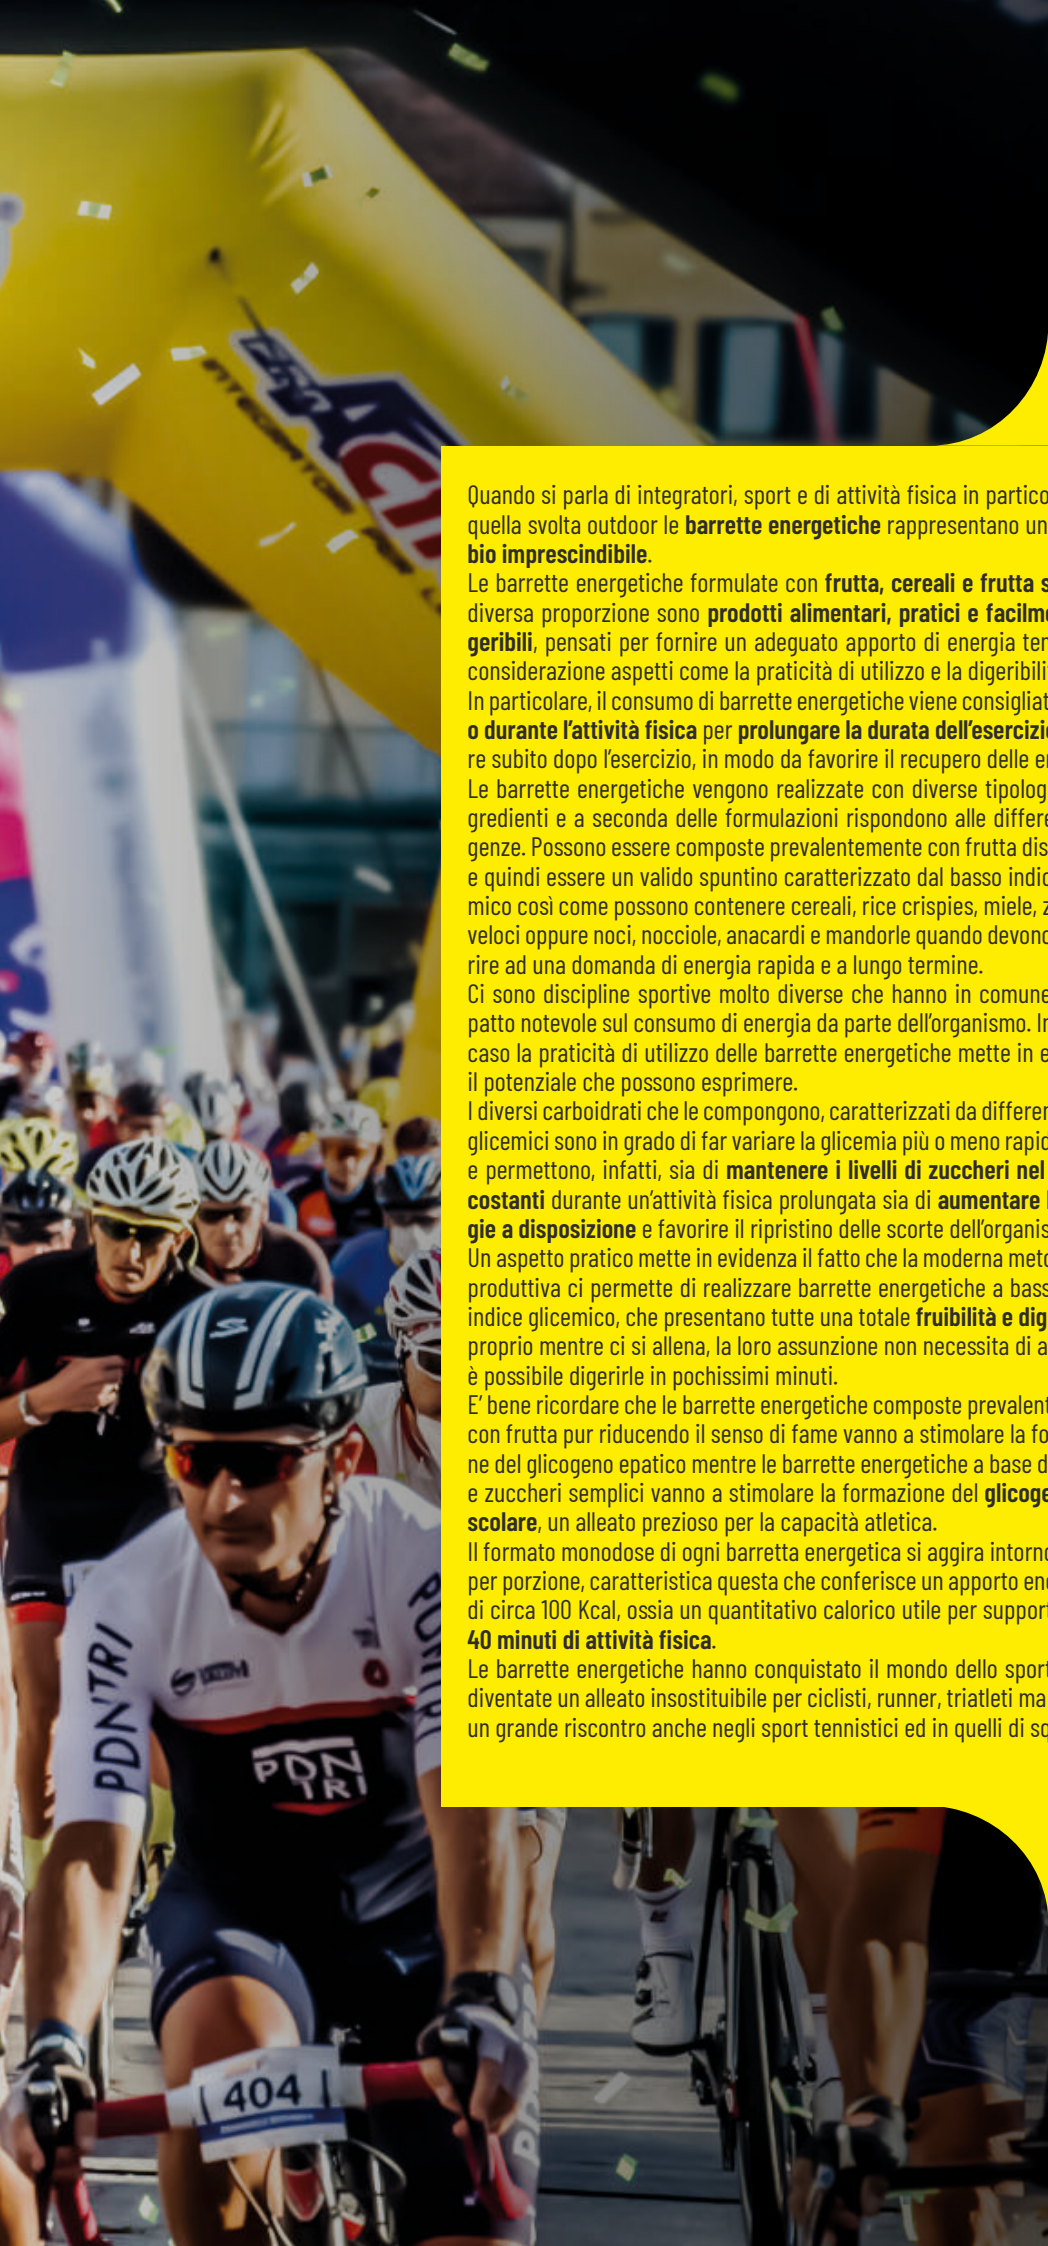 INTEGRATORI PER L
Quando si parla di integratori, sport e di attività fisica in partico
quella svolta outdoor le barrette energetiche rappresentano un
bio imprescindibile.
Le barrette energetiche formulate con frutta, cereali e frutta s
diversa proporzione sono prodotti alimentari, pratici e facilme
geribili, pensati per fornire un adeguato apporto di energia ten
considerazione aspetti come la praticità di utilizzo e la digeribili
In particolare, il consumo di barrette energetiche viene consigliat
o durante l’attività fisica per prolungare la durata dell’esercizi
re subito dopo l’esercizio, in modo da favorire il recupero delle e
Le barrette energetiche vengono realizzate con diverse tipolog
gredienti e a seconda delle formulazioni rispondono alle differe
genze. Possono essere composte prevalentemente con frutta dis
e quindi essere un valido spuntino caratterizzato dal basso indic
mico così come possono contenere cereali, rice crispies, miele, z
veloci oppure noci, nocciole, anacardi e mandorle quando devono
rire ad una domanda di energia rapida e a lungo termine.
Ci sono discipline sportive molto diverse che hanno in comune
patto notevole sul consumo di energia da parte dell’organismo. In
caso la praticità di utilizzo delle barrette energetiche mette in e
il potenziale che possono esprimere.
I diversi carboidrati che le compongono, caratterizzati da differen
glicemici sono in grado di far variare la glicemia più o meno rapid
e permettono, infatti, sia di mantenere i livelli di zuccheri nel
costanti durante un’attività fisica prolungata sia di aumentare l
gie a disposizione e favorire il ripristino delle scorte dell’organis
Un aspetto pratico mette in evidenza il fatto che la moderna meto
produttiva ci permette di realizzare barrette energetiche a bass
indice glicemico, che presentano tutte una totale fruibilità e dig
proprio mentre ci si allena, la loro assunzione non necessita di a
è possibile digerirle in pochissimi minuti.
E’ bene ricordare che le barrette energetiche composte prevalent
con frutta pur riducendo il senso di fame vanno a stimolare la fo
ne del glicogeno epatico mentre le barrette energetiche a base d
e zuccheri semplici vanno a stimolare la formazione del glicoge
scolare, un alleato prezioso per la capacità atletica.
Il formato monodose di ogni barretta energetica si aggira intorno
per porzione, caratteristica questa che conferisce un apporto ene
di circa 100 Kcal, ossia un quantitativo calorico utile per support
40 minuti di attività fisica.
Le barrette energetiche hanno conquistato il mondo dello sport
diventate un alleato insostituibile per ciclisti, runner, triatleti ma
un grande riscontro anche negli sport tennistici ed in quelli di sq
PDNTRI
PDNTRI
PDN
TRI
404